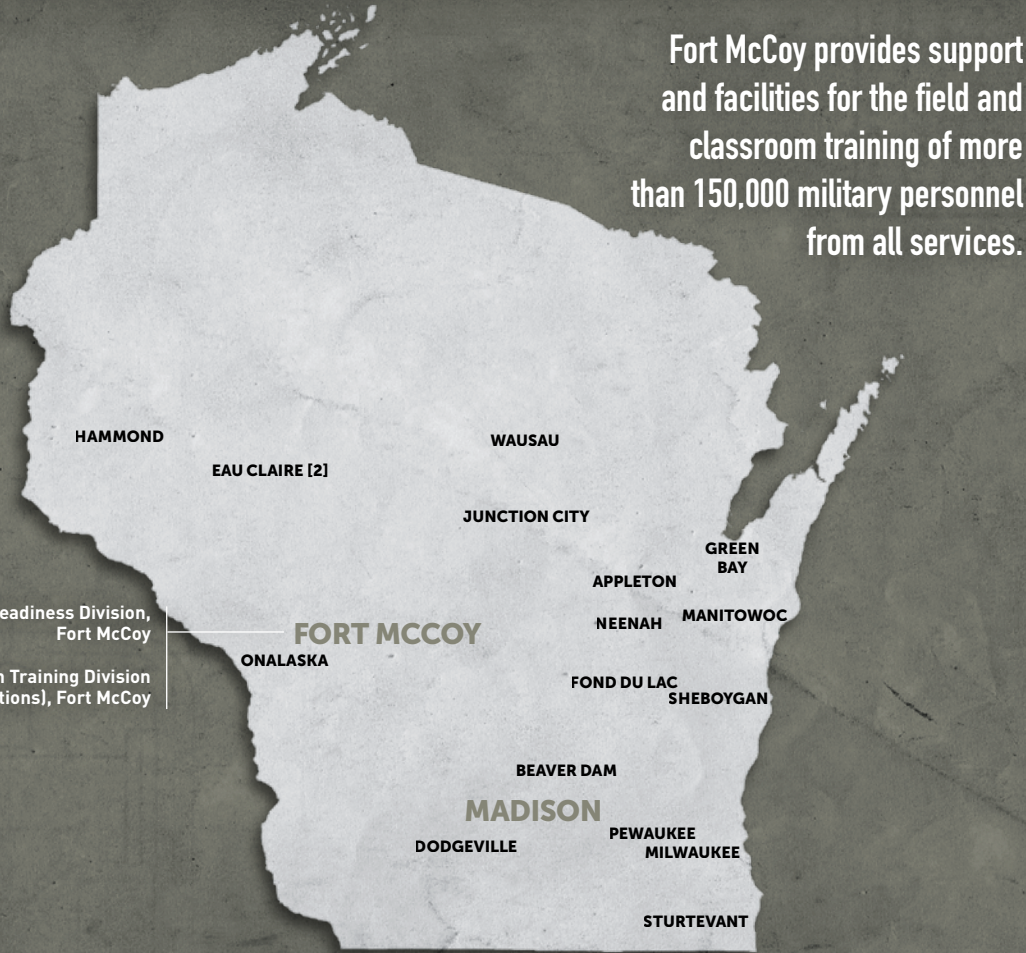 Fort McCoy provides support
and facilities for the field and
classroom training of more
than 150,000 military personnel
from all services.
HAMMOND
WAUSAU
EAU CLAIRE [2]
JUNCTION CITY
GREEN
BAY
APPLETON
Division,
Fort McCoy
FORT MCCOY
NEENAH
MANITOWOC
ONALASKA
Training Division
Fort McCoy
FOND DU LAC
SHEBOYGAN
BEAVER DAM
MADISON
PEWAUKEE
DODGEVILLE
MILWAUKEE
STURTEVANT